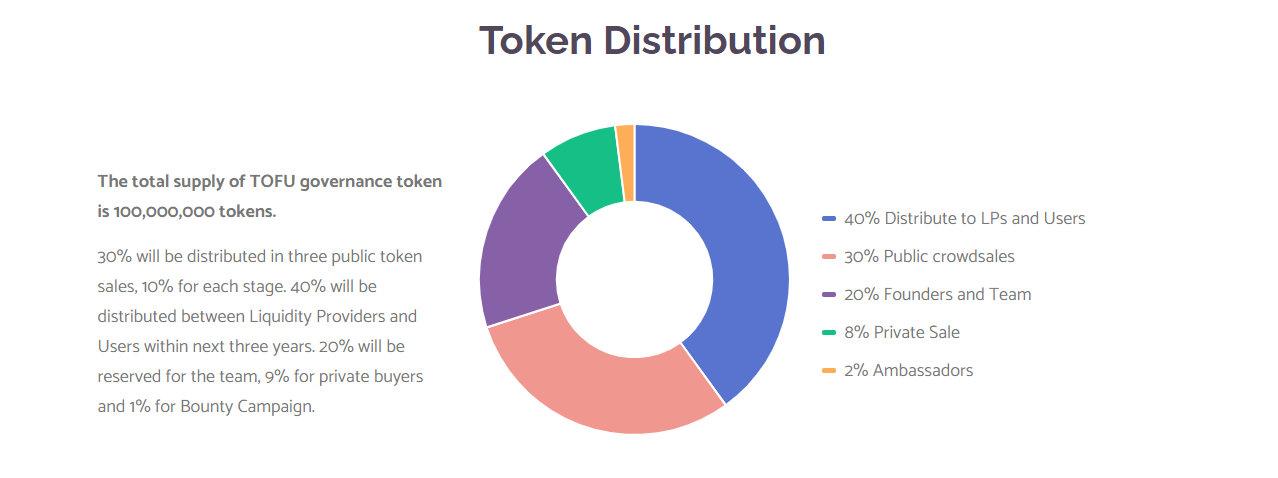 Token Distribution
The total supply of TOFU governance token
is 100,000,000 tokens.
30% will be distributed in three public token
sales, 10% for each stage. 40% will be
distributed between Liquidity Providers and
Users within next three years. 20% will be
reserved for the team, 9% for private buyers
and 1% for Bounty Campaign.
40% Distribute to LPs and Users
30% Public crowdsales
20% Founders and Team
8% Private Sale
2% Ambassadors